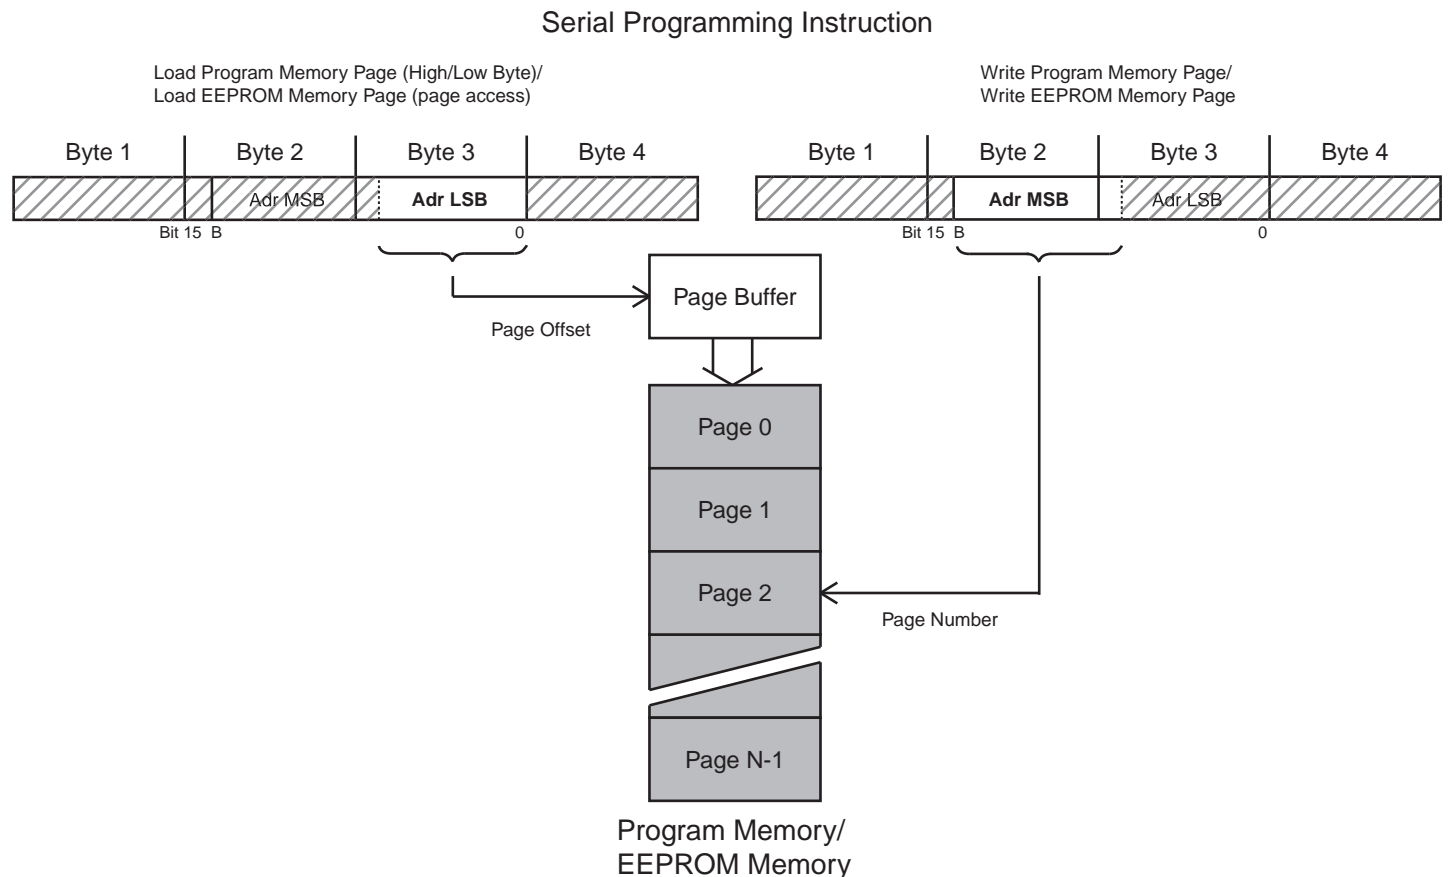 Serial Programming Instruction
Load Program Memory Page (High/Low Byte)/
Load EEPROM Memory Page (page access)
Write Program Memory Page/
Write EEPROM Memory Page
Byte 1 Byte 2 Byte 3 Byte 4
Byte 1 Byte 2 Byte 3 Byte 4
Adr MSB Adr LSB
Adr MSB Adr LSB
Bit 15 B 0
Bit 15 B 0
Page Buffer
Page Offset
Page 0
Page 1
Page 2
Page Number
Page N-1
Program Memory/
EEPROM Memory